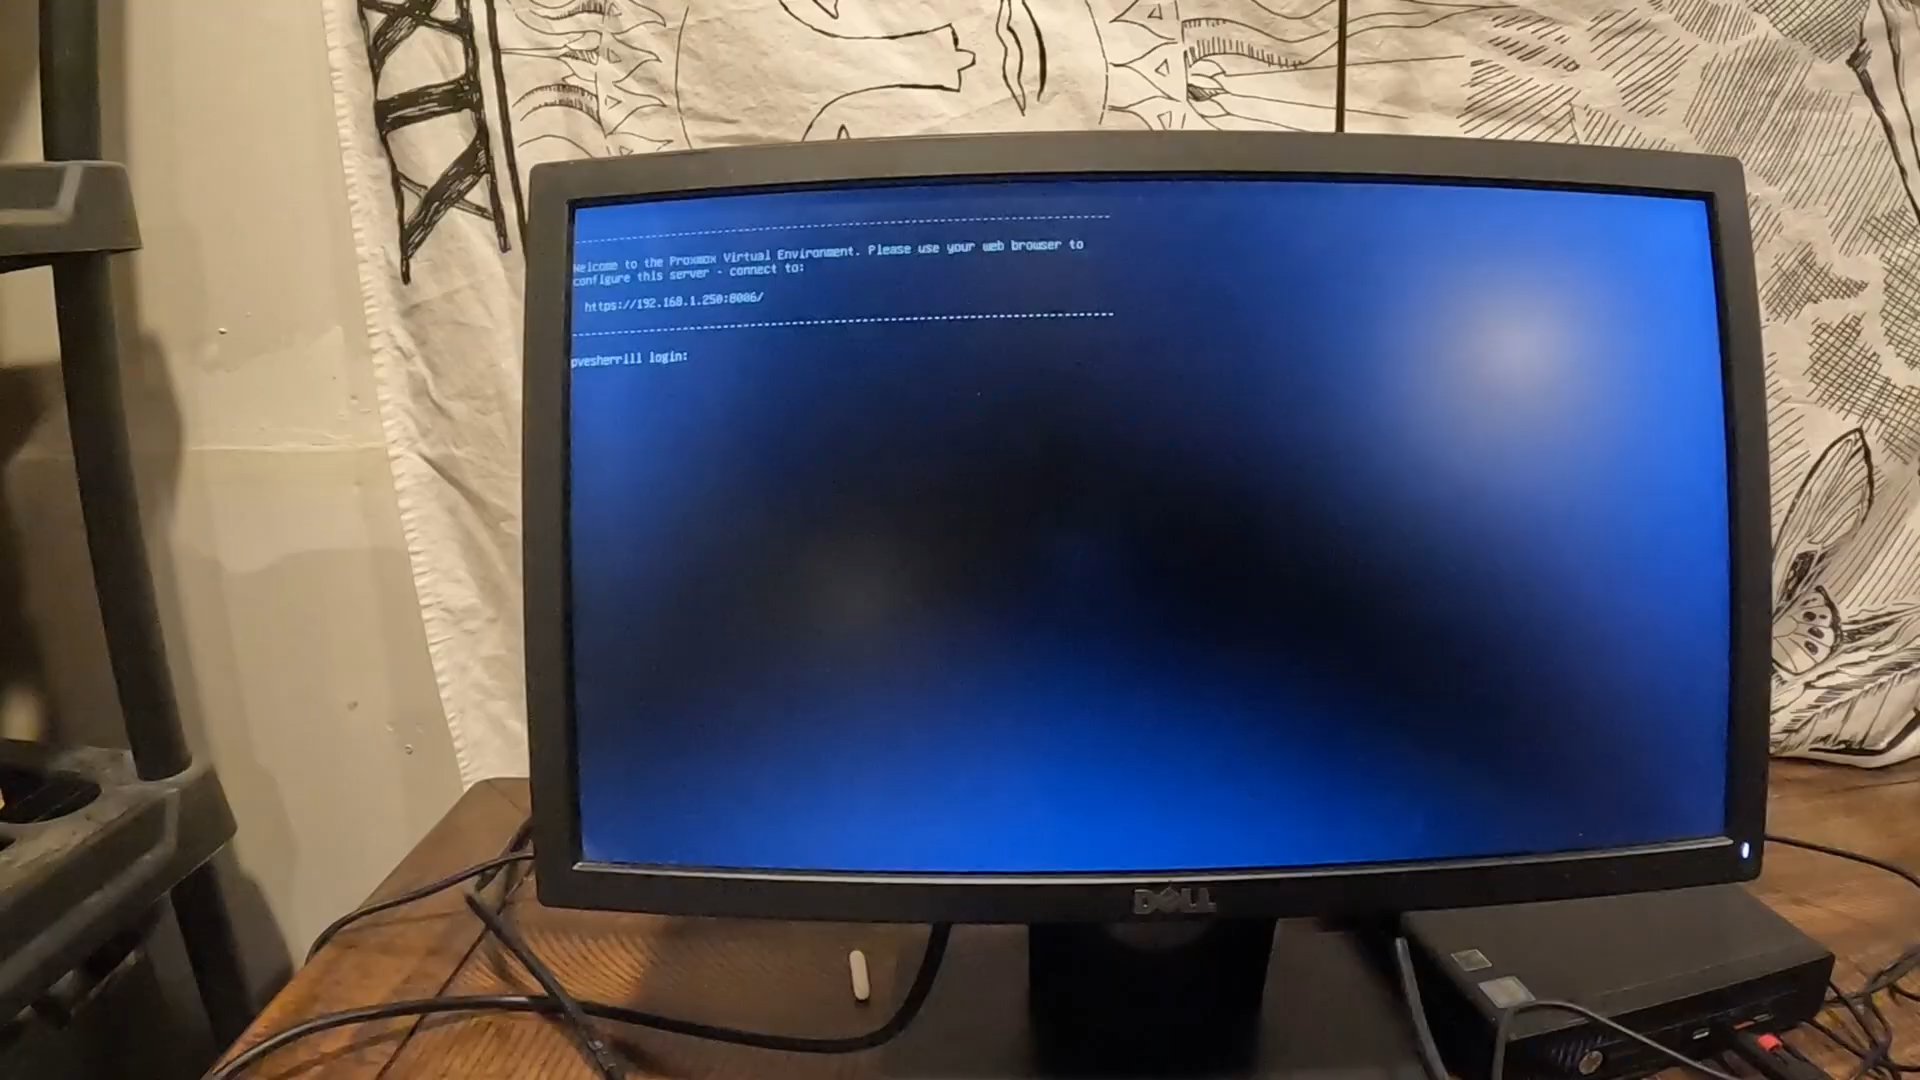 ------------------------------------------------------------------------------
Welcome to the Proxmox Virtual Environment. Please use your web browser to
configure this server - connect to:
https://192.168.1.250:8006/
------------------------------------------------------------------------------
pvesherrill login:
DELL